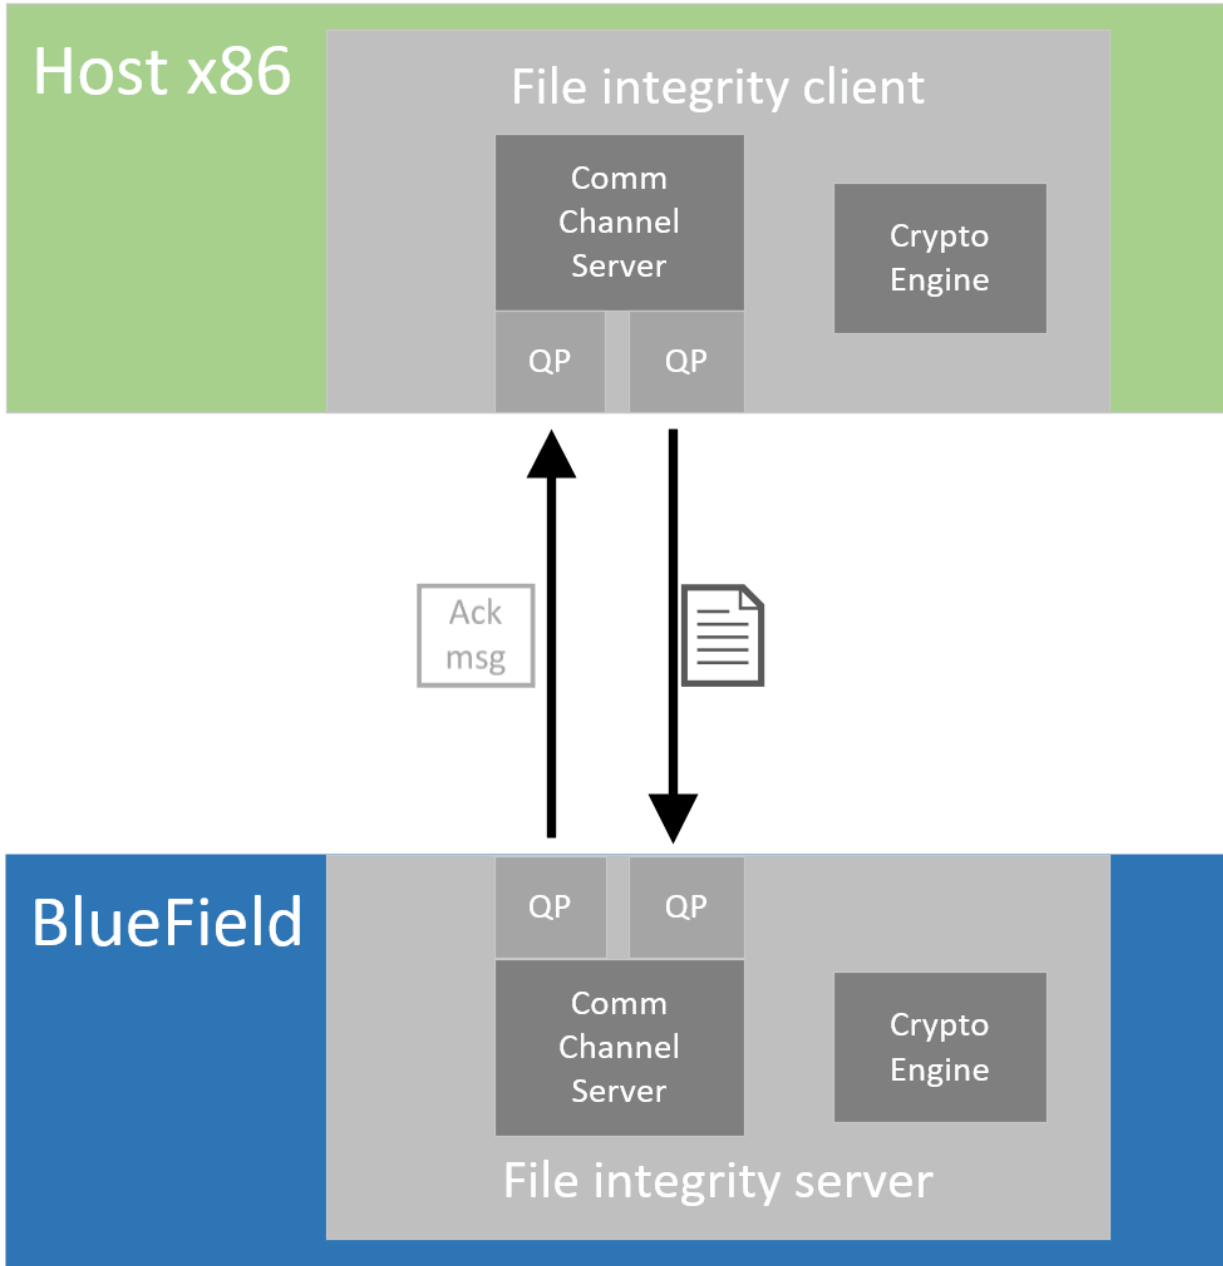 Host x86
File integrity client
Comm
Channel
Server
Crypto
Engine
QP
QP
Ack
msg
BlueField
QP
QP
Comm
Channel
Server
Crypto
Engine
File integrity server